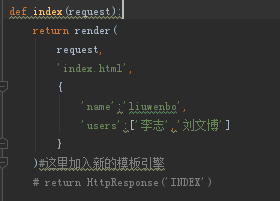 def index(request):
return render(
request,
'index.html',
{
'name':'liuwenbo',
'users':['李志','刘文博']
}
)#这里加入新的模板引擎
# return HttpResponse('INDEX')